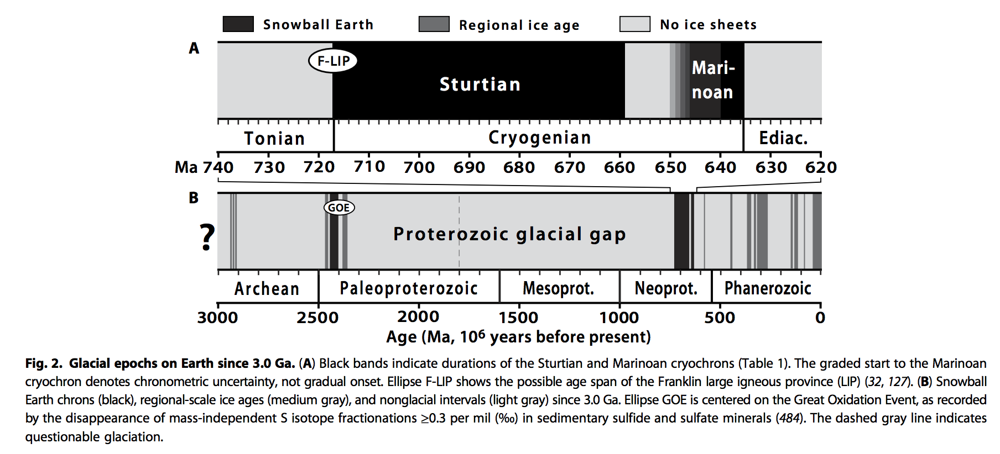 Snowball Earth Regional ice age No ice sheets
A
F-LIP
Sturtian
Mari-
noan
Tonian Cryogenian Ediac.
Ma 740 730 720 710 700 690 680 670 660 650 640 630 620
B
GOE
? Proterozoic glacial gap
Archean Paleoproterozoic Mesoprot. Neoprot. Phanerozoic
3000 2500 2000 1500 1000 500 0
Age (Ma, 10⁶ years before present)
Fig. 2. Glacial epochs on Earth since 3.0 Ga. (A) Black bands indicate durations of the Sturtian and Marinoan cryochrons (Table 1). The graded start to the Marinoan
cryochron denotes chronometric uncertainty, not gradual onset. Ellipse F-LIP shows the possible age span of the Franklin large igneous province (LIP) (32, 127). (B) Snowball
Earth chrons (black), regional-scale ice ages (medium gray), and nonglacial intervals (light gray) since 3.0 Ga. Ellipse GOE is centered on the Great Oxidation Event, as recorded
by the disappearance of mass-independent S isotope fractionations ≥0.3 per mil (‰) in sedimentary sulfide and sulfate minerals (484). The dashed gray line indicates
questionable glaciation.